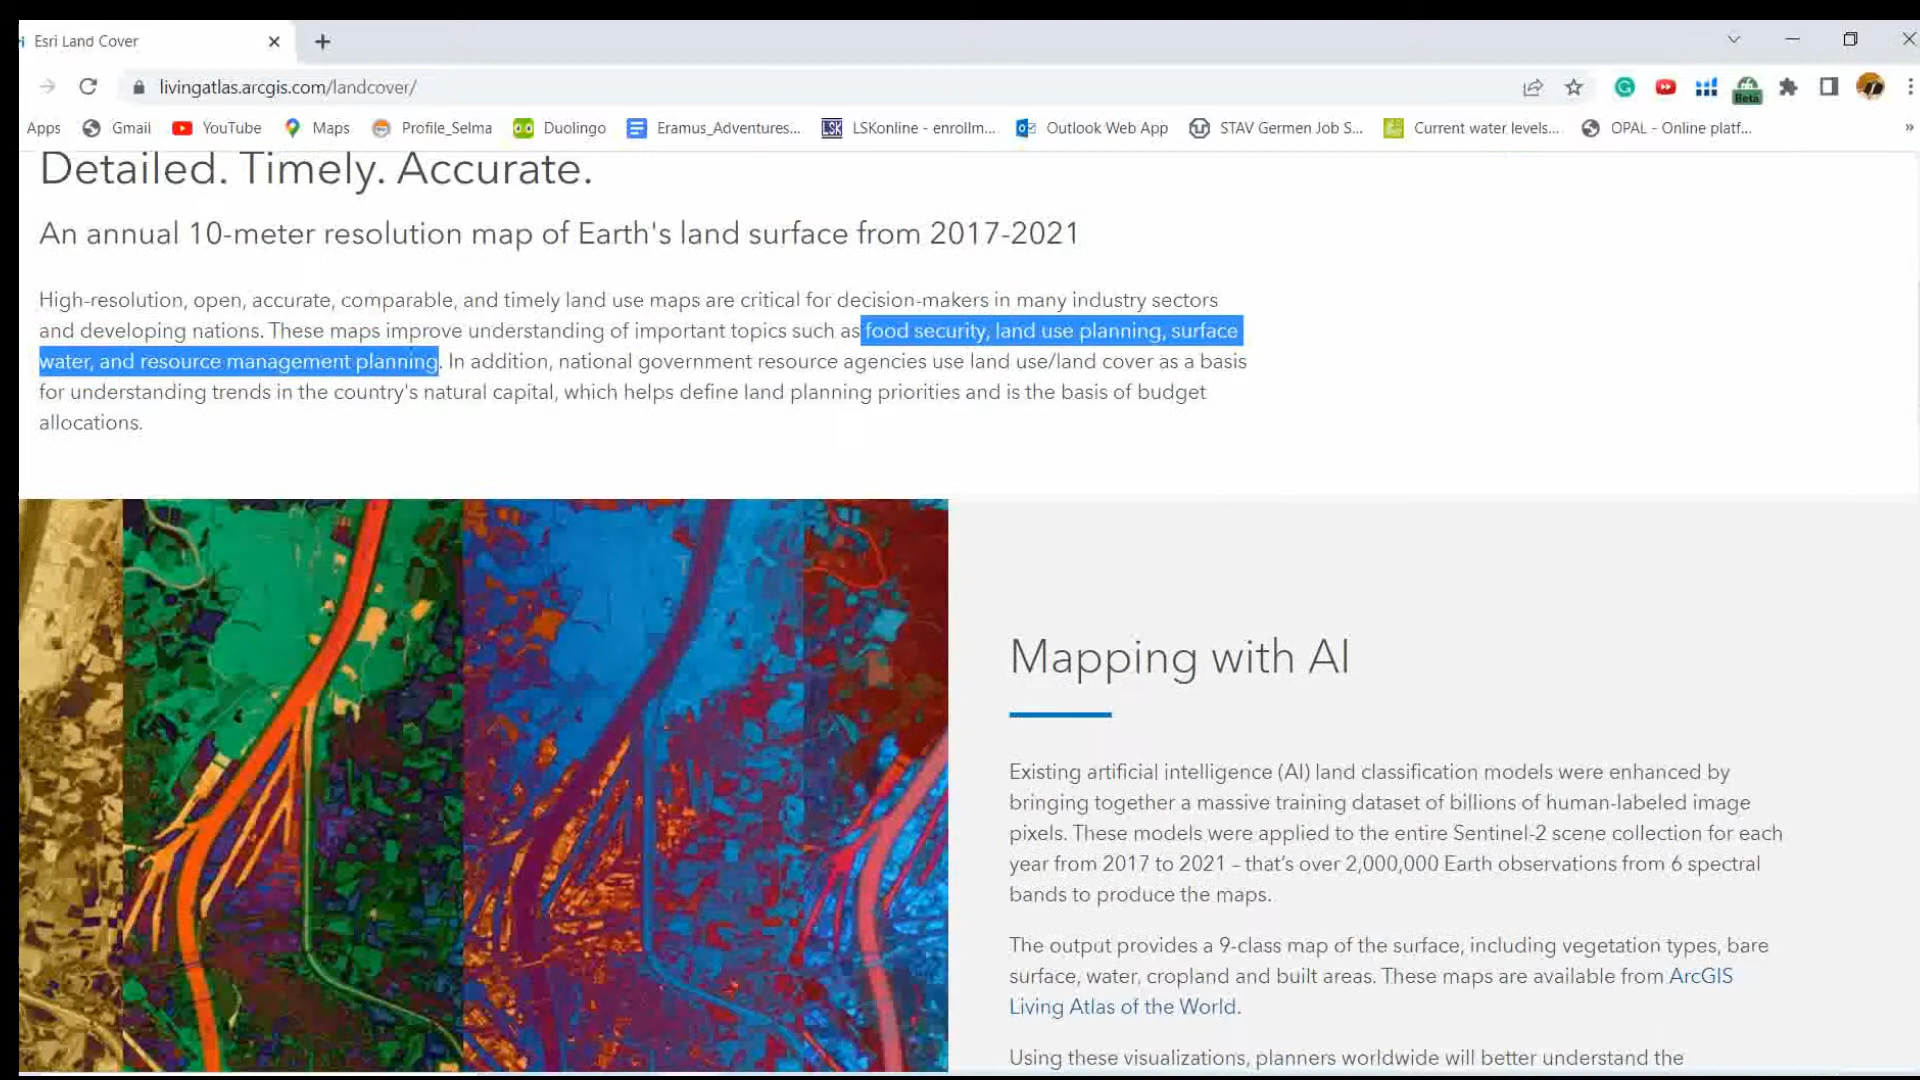 Esri Land Cover
livingatlas.arcgis.com/landcover/
Beta
Apps Gmail YouTube Maps Profile_Selma Duolingo Eramus_Adventures... LSK LSKonline - enrollm... Outlook Web App STAV Germen Job S... Current water levels... OPAL - Online platf... »
Detailed. Timely. Accurate.
An annual 10-meter resolution map of Earth's land surface from 2017-2021
High-resolution, open, accurate, comparable, and timely land use maps are critical for decision-makers in many industry sectors
and developing nations. These maps improve understanding of important topics such as food security, land use planning, surface
water, and resource management planning. In addition, national government resource agencies use land use/land cover as a basis
for understanding trends in the country's natural capital, which helps define land planning priorities and is the basis of budget
allocations.
Mapping with AI
Existing artificial intelligence (AI) land classification models were enhanced by
bringing together a massive training dataset of billions of human-labeled image
pixels. These models were applied to the entire Sentinel-2 scene collection for each
year from 2017 to 2021 – that's over 2,000,000 Earth observations from 6 spectral
bands to produce the maps.
The output provides a 9-class map of the surface, including vegetation types, bare
surface, water, cropland and built areas. These maps are available from ArcGIS
Living Atlas of the World.
Using these visualizations, planners worldwide will better understand the